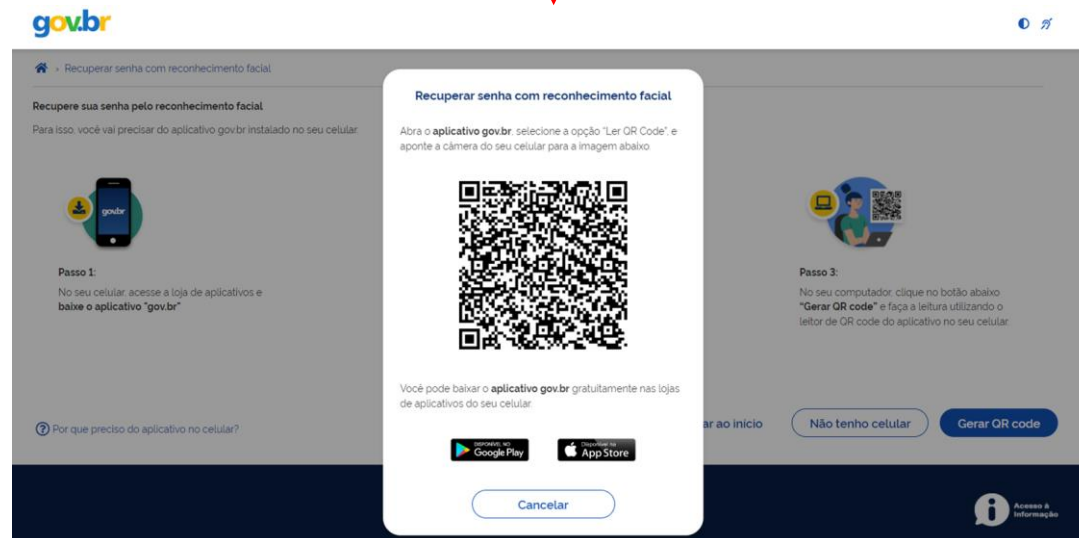 gov.br
Recuperar senha com reconhecimento facial
Recupere sua senha pelo reconhecimento facial
Para isso, você vai precisar do aplicativo gov.br instalado no seu celular.
gov.br
Passo 1:
No seu celular, acesse a loja de aplicativos e
baixe o aplicativo "gov.br"
Recuperar senha com reconhecimento facial
Abra o aplicativo gov.br, selecione a opção "Ler QR Code", e
aponte a câmera do seu celular para a imagem abaixo.
Você pode baixar o aplicativo gov.br gratuitamente nas lojas
de aplicativos do seu celular.
DISPONÍVEL NO
Google Play
Disponível na
App Store
Cancelar
Passo 3:
No seu computador, clique no botão abaixo
"Gerar QR code" e faça a leitura utilizando o
leitor de QR code do aplicativo no seu celular.
Por que preciso do aplicativo no celular?
ar ao início
Não tenho celular
Gerar QR code
Acesso à
Informação